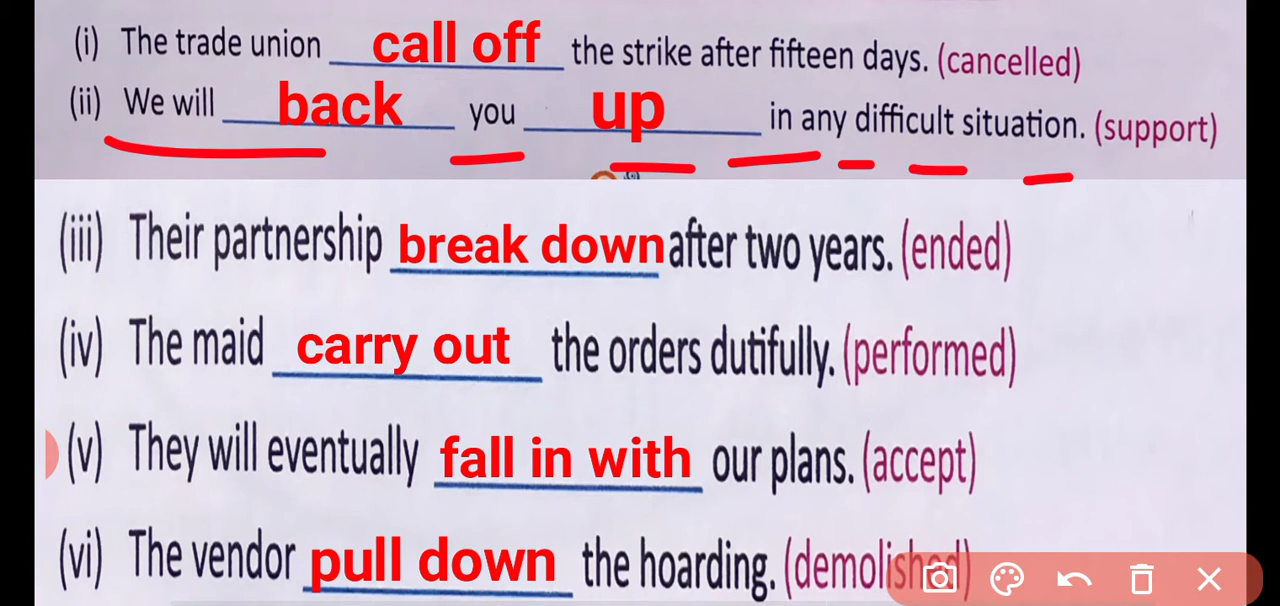 (i) The trade union call off the strike after fifteen days. (cancelled)
(ii) We will back you up in any difficult situation. (support)
(iii) Their partnership break down after two years. (ended)
(iv) The maid carry out the orders dutifully. (performed)
(v) They will eventually fall in with our plans. (accept)
(vi) The vendor pull down the hoarding. (demolished)